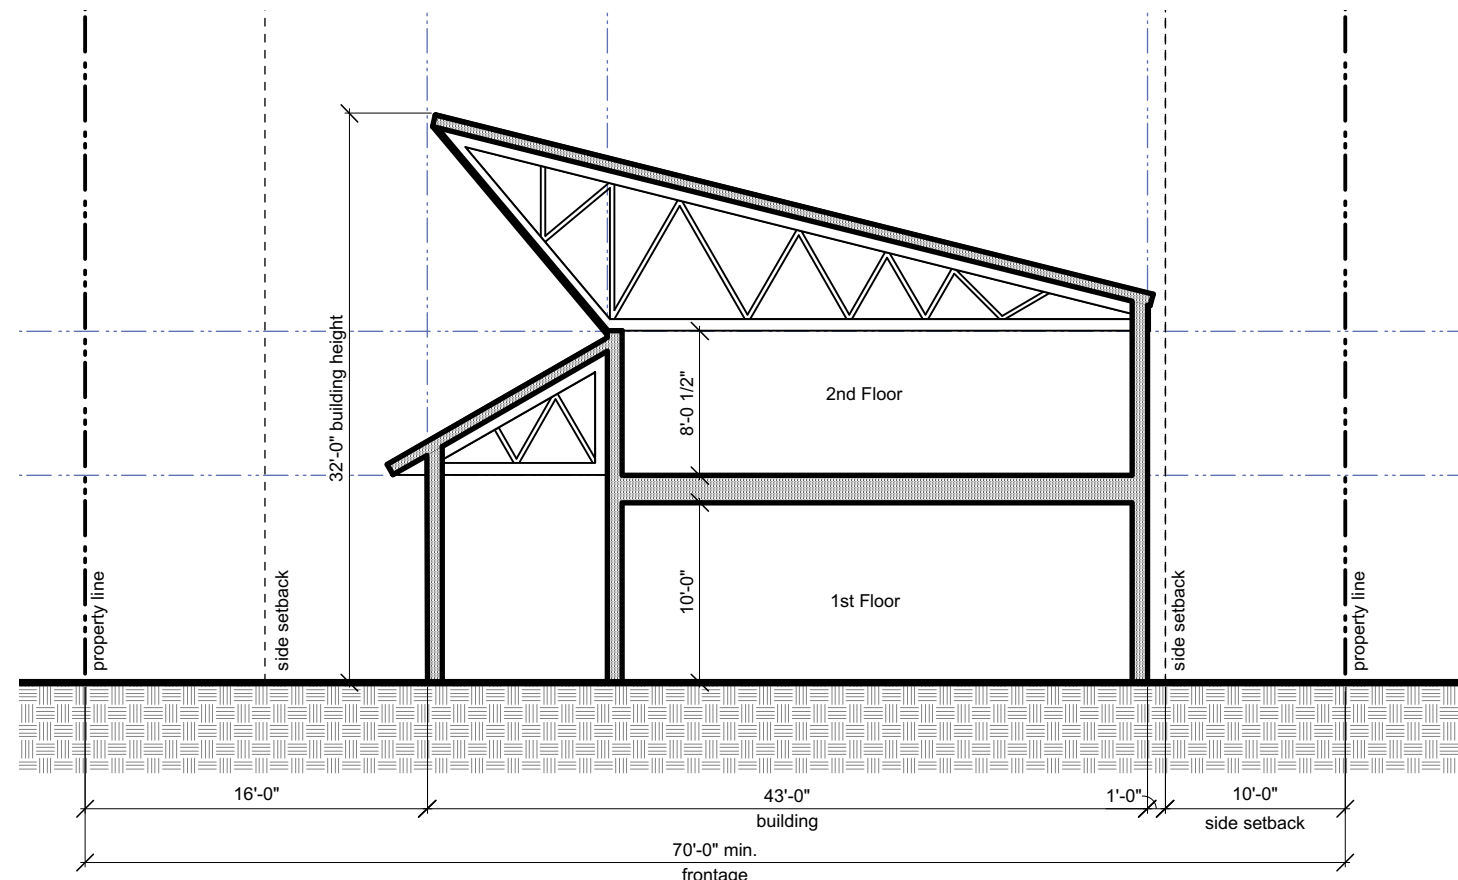 32'-0" building height
8'-0 1/2"
2nd Floor
10'-0"
1st Floor
property line
side setback
side setback
property line
16'-0"
43'-0"
building
1'-0"
10'-0"
side setback
70'-0" min.
frontage